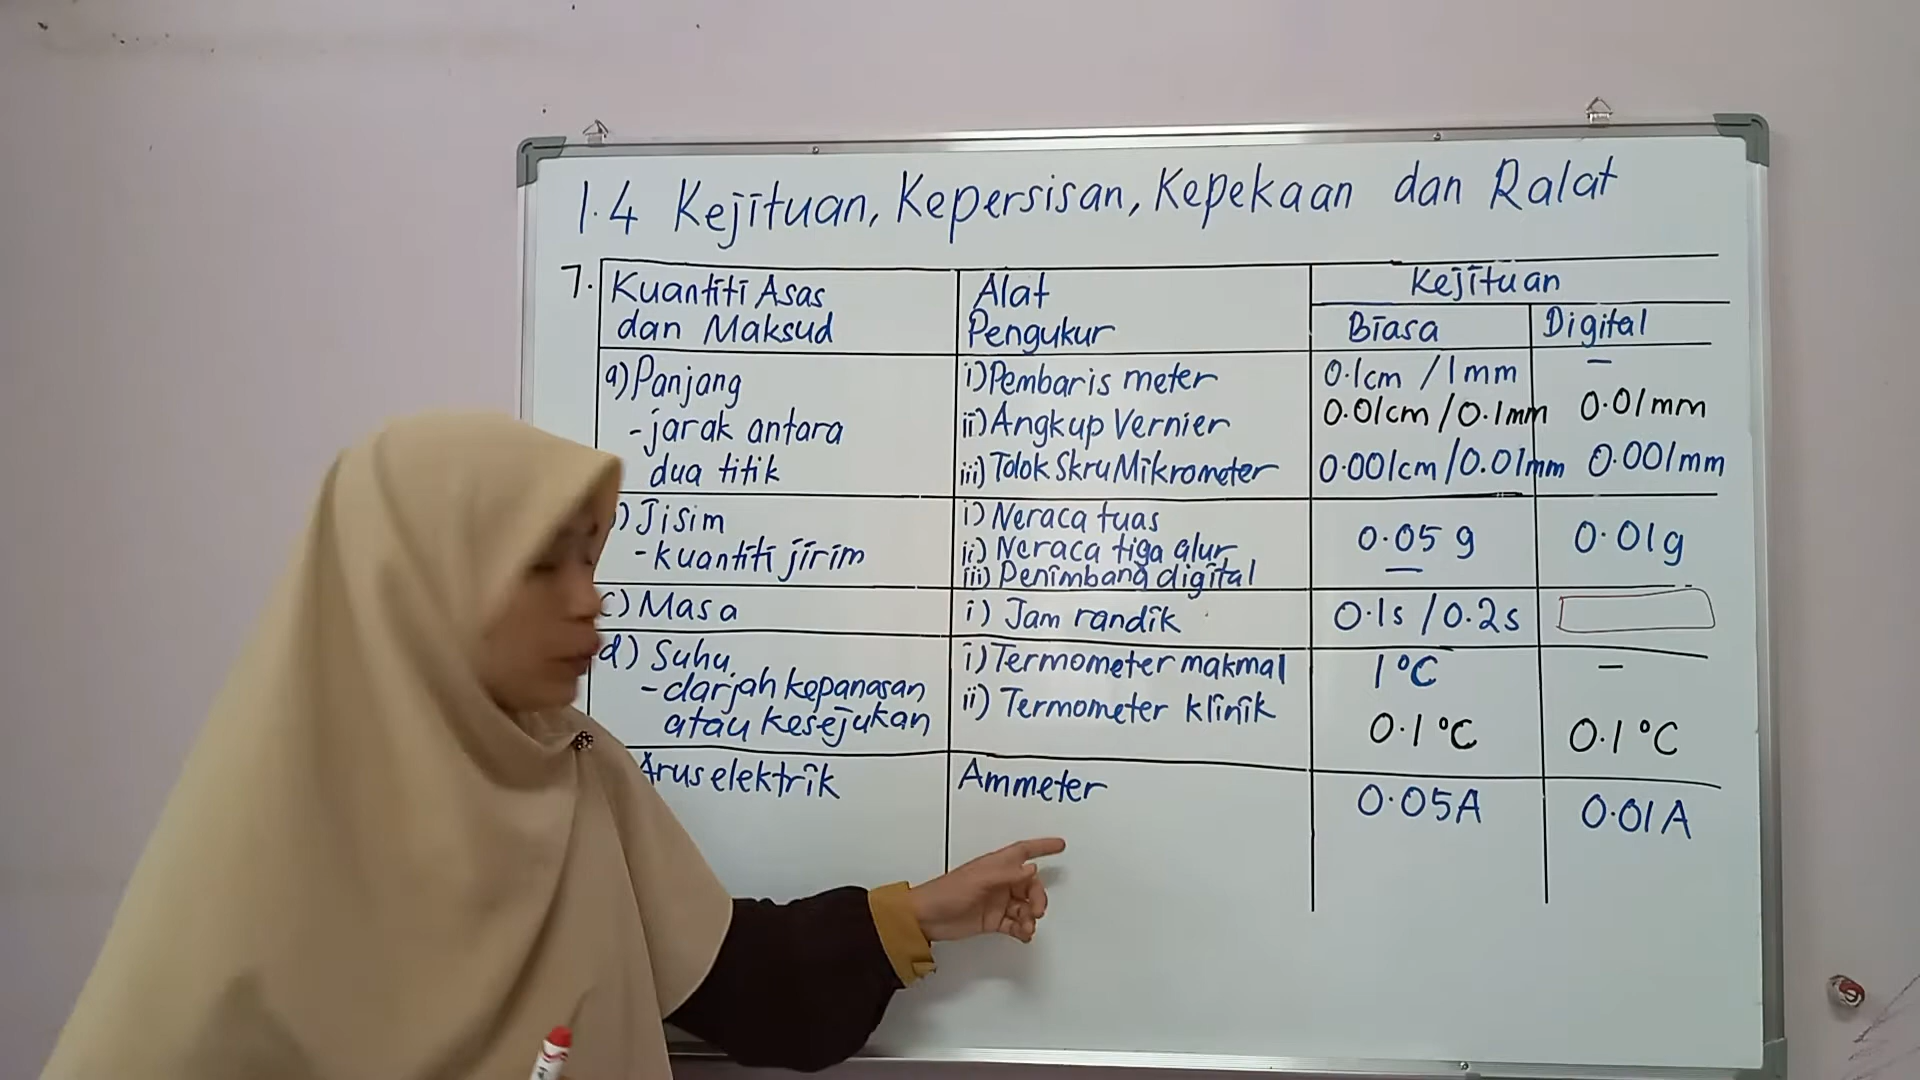 1.4 Kejituan, Kepersisan, Kepekaan dan Ralat
7.
Kuantiti Asas
dan Maksud
Alat
Pengukur
Kejituan
Biasa
Digital
a) Panjang
- jarak antara
dua titik
i) Pembaris meter
ii) Angkup Vernier
iii) Tolok Skru Mikrometer
0.1cm / 1mm
0.01cm / 0.1mm
0.001cm / 0.01mm
-
0.01mm
0.001mm
) Jisim
- kuantiti jirim
i) Neraca tuas
ii) Neraca tiga alur
iii) Penimbang digital
0.05 g
0.01g
c) Masa
i) Jam randik
0.1s / 0.2s
d) Suhu
- darjah kepanasan
atau kesejukan
i) Termometer makmal
ii) Termometer klinik
1°C
0.1°C
-
0.1°C
Arus elektrik
Ammeter
0.05A
0.01A